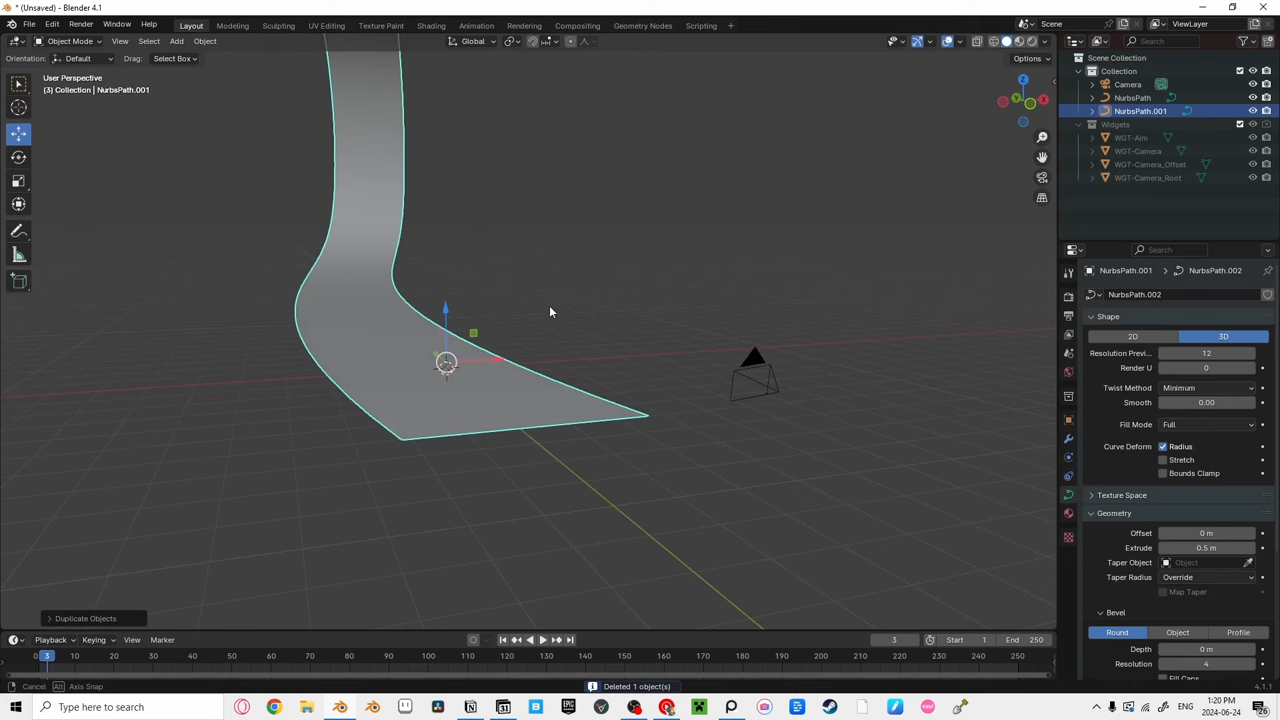 * (Unsaved) - Blender 4.1
File Edit Render Window Help Layout Modeling Sculpting UV Editing Texture Paint Shading Animation Rendering Compositing Geometry Nodes Scripting Scene ViewLayer
Object Mode View Select Add Object Global Search
Orientation: Default Drag: Select Box Options
User Perspective
(3) Collection | NurbsPath.001
Z
X
Y
Scene Collection
Collection
Camera
NurbsPath
NurbsPath.001
Widgets
WGT-Aim
WGT-Camera
WGT-Camera_Offset
WGT-Camera_Root
Search
NurbsPath.001 NurbsPath.002
NurbsPath.002
Shape
2D 3D
Resolution Previ... 12
Render U 0
Twist Method Minimum
Smooth 0.00
Fill Mode Full
Curve Deform Radius
Stretch
Bounds Clamp
Texture Space
Geometry
Offset 0 m
Extrude 0.5 m
Taper Object Object
Taper Radius Override
Map Taper
Bevel
Round Object Profile
Depth 0 m
Resolution 4
Fill Caps
Duplicate Objects
Playback Keying View Marker 3 Start 1 End 250
0 3 10 20 30 40 50 60 70 80 90 100 110 120 130 140 150 160 170 180 190 200 210 220 230 240 250
Cancel Alt Axis Snap Deleted 1 object(s) 4.1.1
Type here to search
1:20 PM
2024-06-24
26